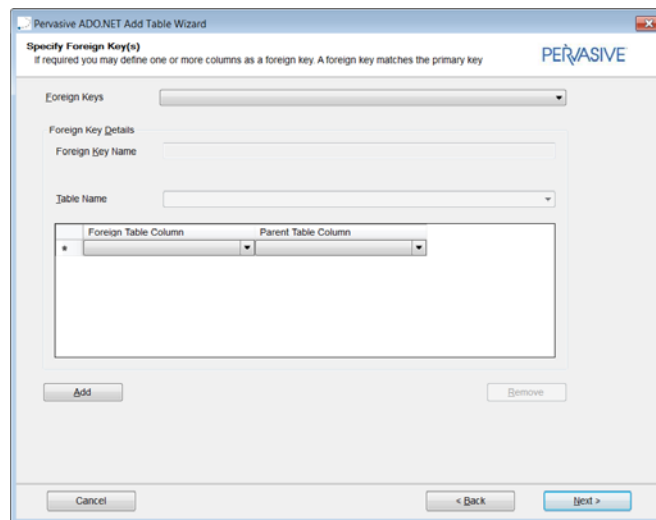 Pervasive ADO.NET Add Table Wizard
Specify Foreign Key(s)
If required you may define one or more columns as a foreign key. A foreign key matches the primary key
PERVASIVE
Foreign Keys
Foreign Key Details
Foreign Key Name
Table Name
Foreign Table Column Parent Table Column
*
Add Remove
Cancel < Back Next >